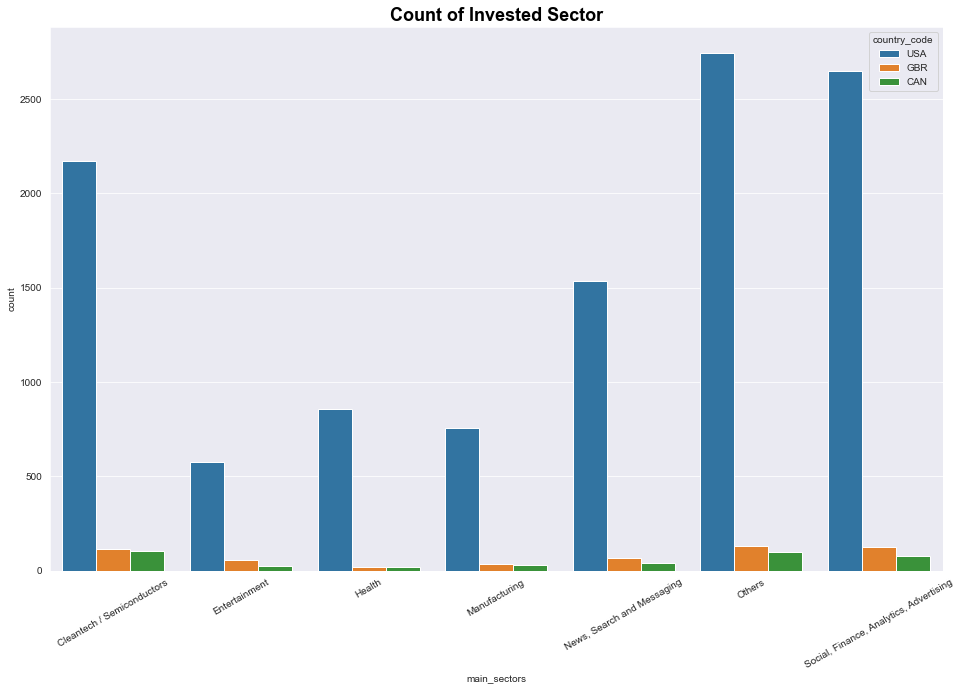 Count of Invested Sector
country_code
USA
GBR
CAN
count
2500
2000
1500
1000
500
0
Cleantech / Semiconductors
Entertainment
Health
Manufacturing
News, Search and Messaging
Others
Social, Finance, Analytics, Advertising
main_sectors